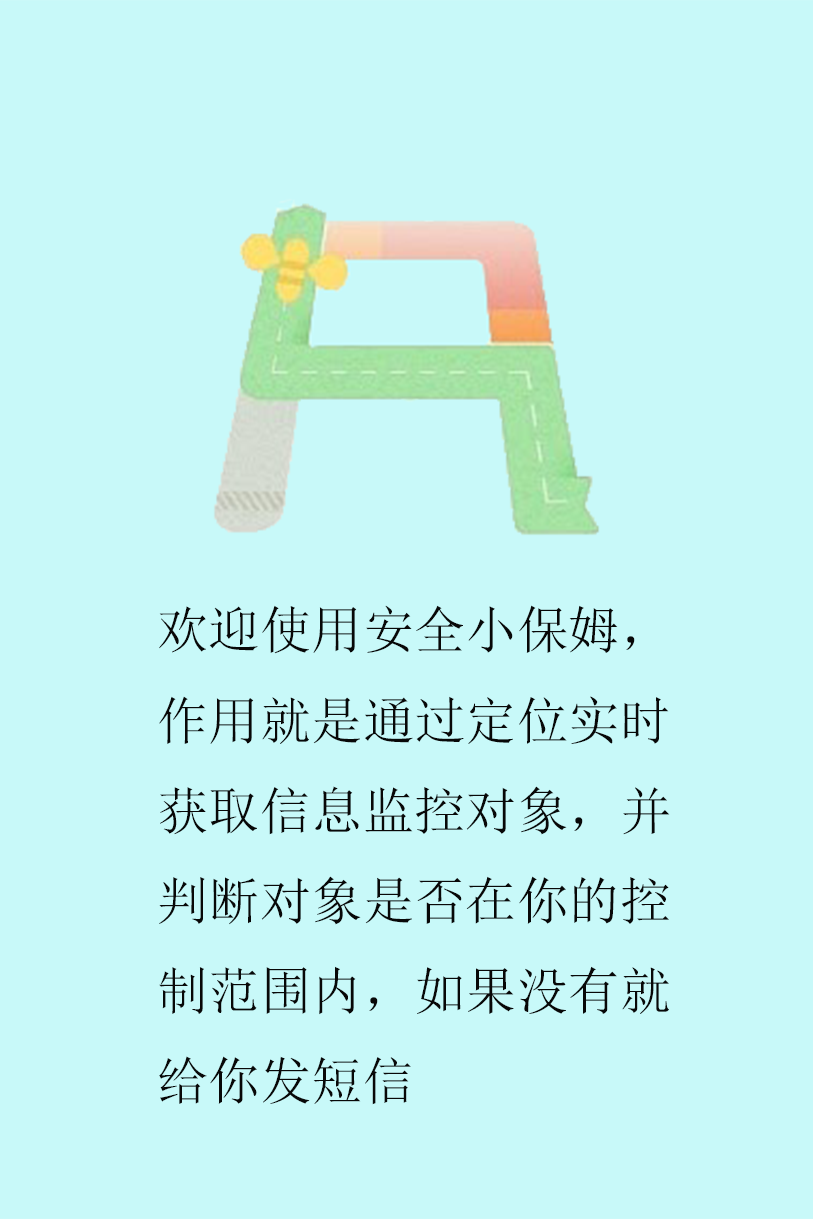 欢迎使用安全小保姆，
作用就是通过定位实时
获取信息监控对象，并
判断对象是否在你的控
制范围内，如果没有就
给你发短信